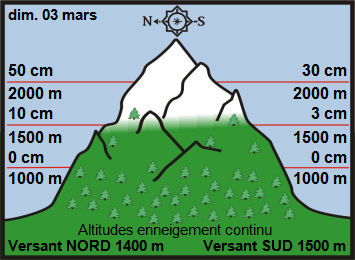 dim. 03 mars
N S
50 cm 30 cm
2000 m 2000 m
10 cm 3 cm
1500 m 1500 m
0 cm 0 cm
1000 m 1000 m
Altitudes enneigement continu
Versant NORD 1400 m Versant SUD 1500 m